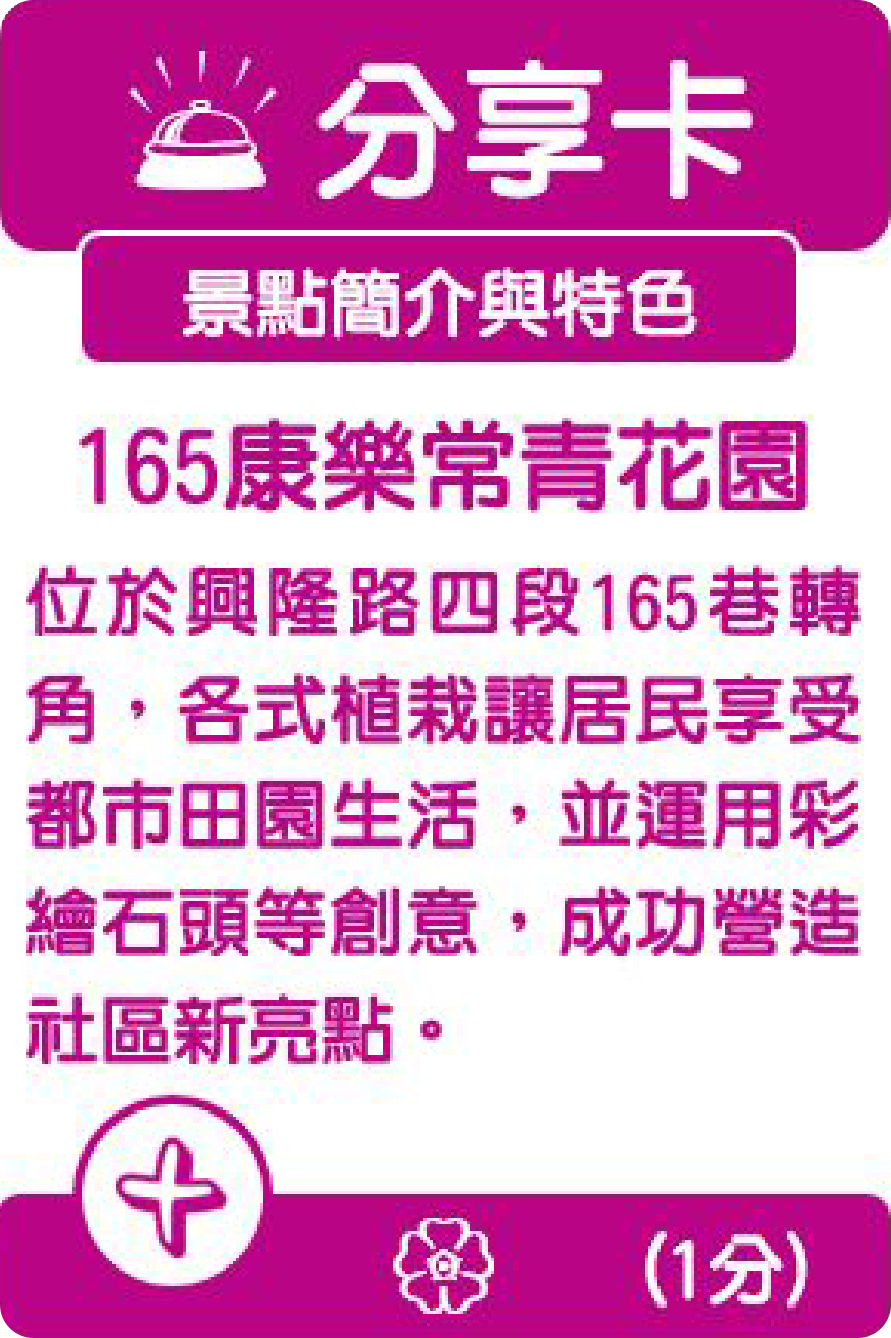 分享卡
景點簡介與特色
165康樂常青花園
位於興隆路四段165巷轉
角，各式植栽讓居民享受
都市田園生活，並運用彩
繪石頭等創意，成功營造
社區新亮點。
(1分)